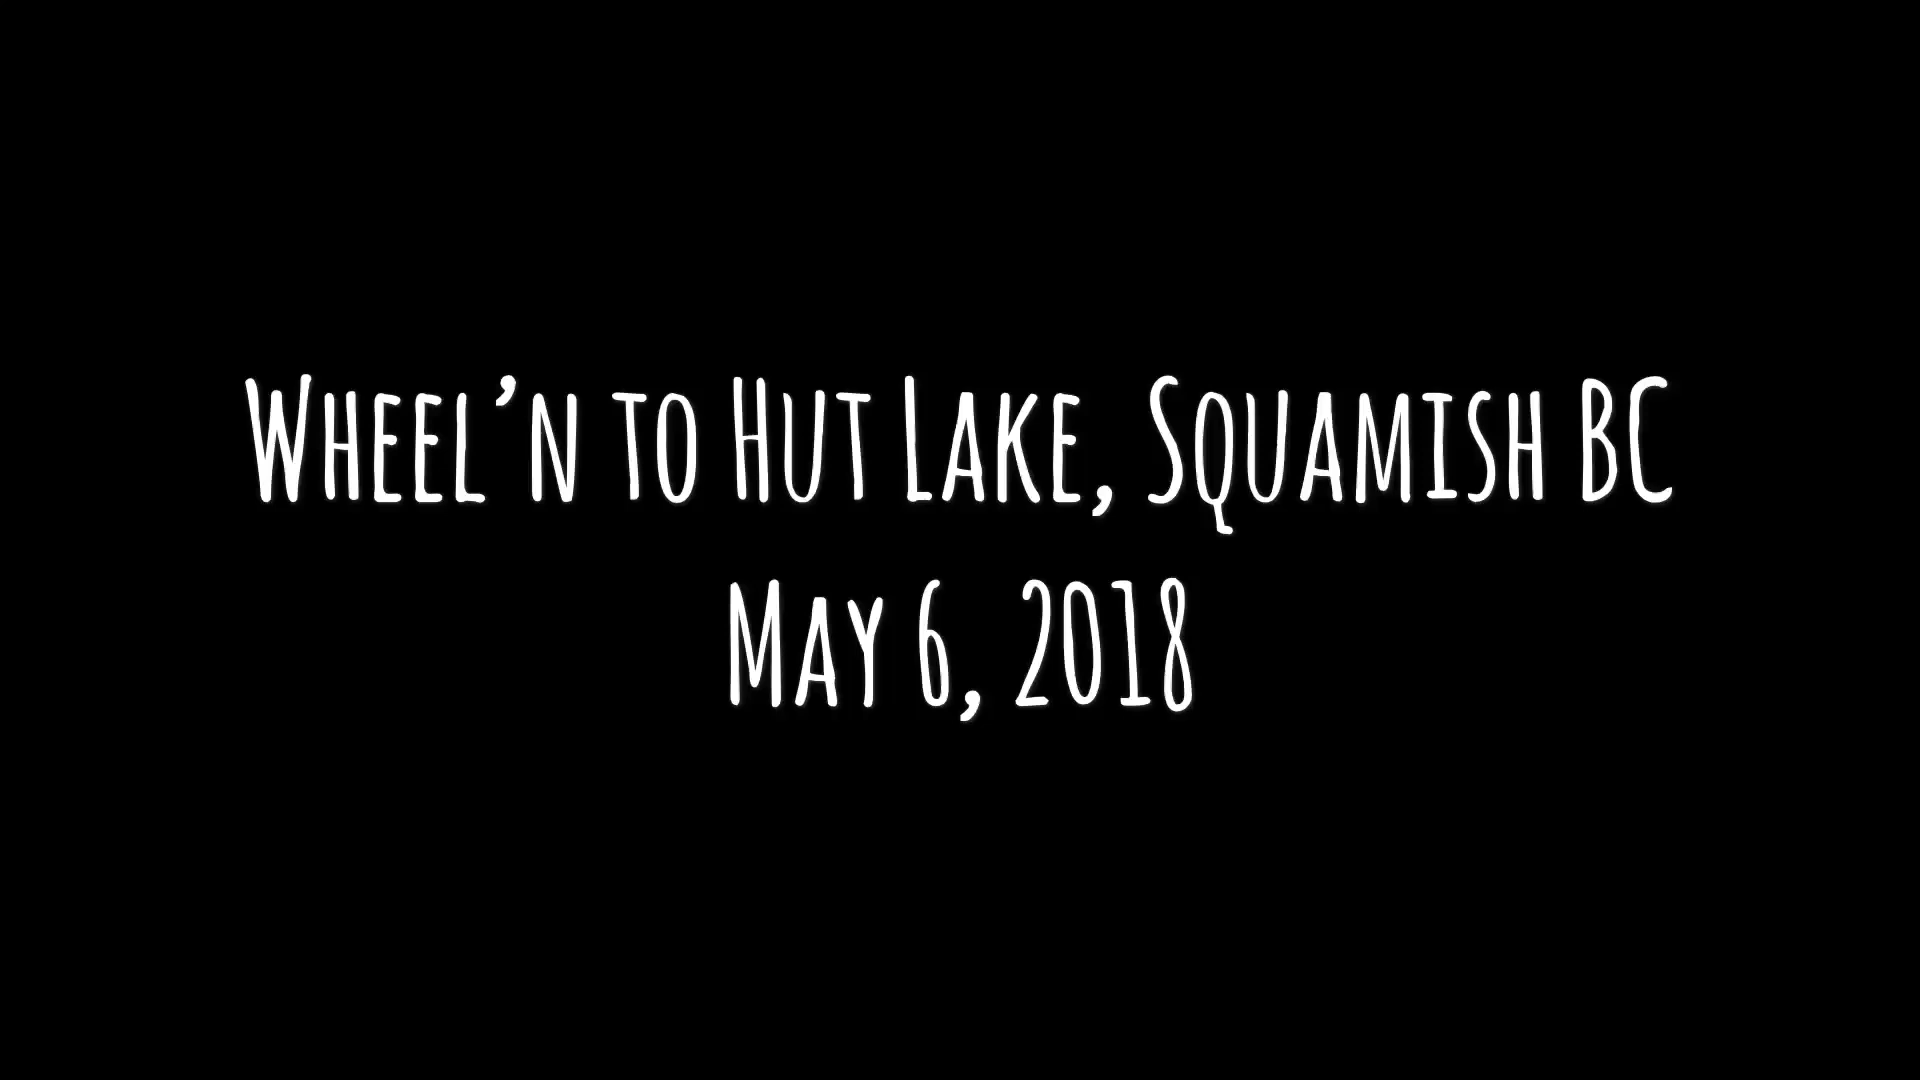 Wheel’n to Hut Lake, Squamish BC
May 6, 2018